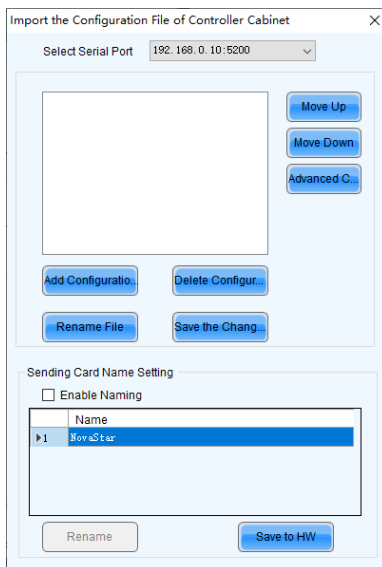 Import the Configuration File of Controller Cabinet
Select Serial Port 192.168.0.10:5200
Move Up
Move Down
Advanced C...
Add Configuratio...
Delete Configur...
Rename File
Save the Chang...
Sending Card Name Setting
Enable Naming
Name
1 NovaStar
Rename
Save to HW